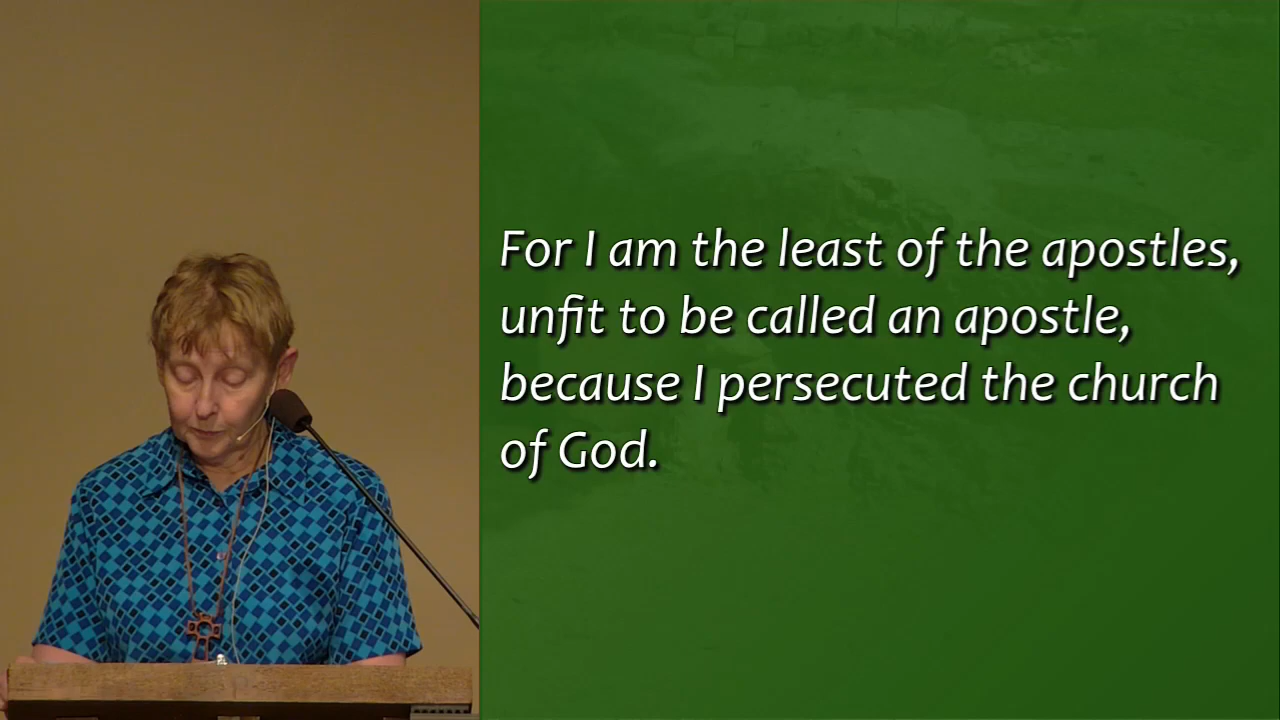 For I am the least of the apostles,
unfit to be called an apostle,
because I persecuted the church
of God.